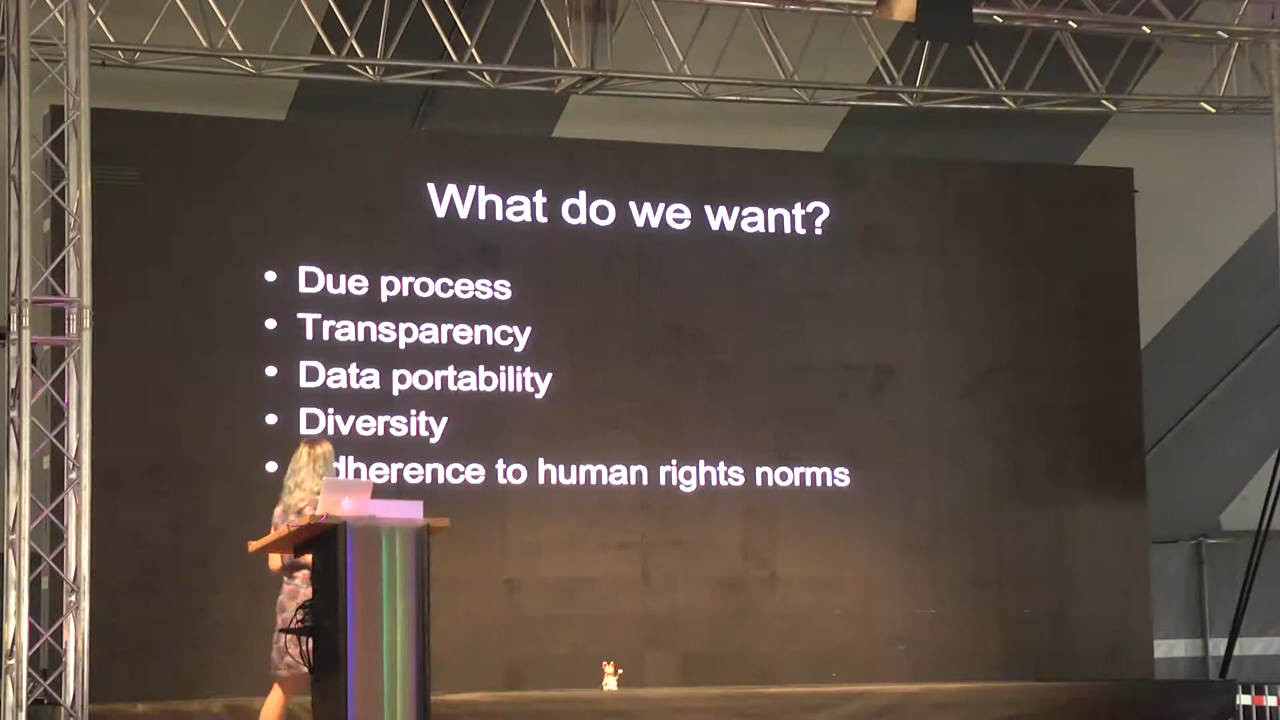 What do we want?
• Due process
• Transparency
• Data portability
• Diversity
• dherence to human rights norms